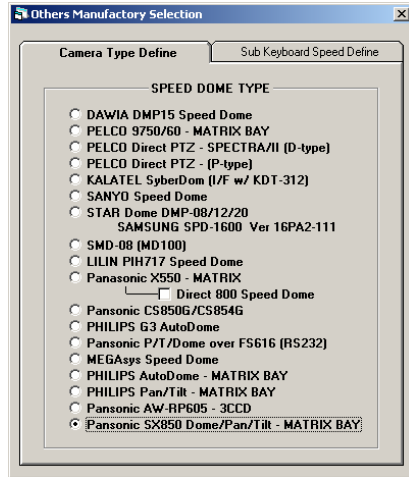 Others Manufactory Selection
Camera Type Define
Sub Keyboard Speed Define
SPEED DOME TYPE
DAWIA DMP15 Speed Dome
PELCO 9750/60 - MATRIX BAY
PELCO Direct PTZ - SPECTRA/II (D-type)
PELCO Direct PTZ - (P-type)
KALATEL SyberDom (I/F w/ KDT-312)
SANYO Speed Dome
STAR Dome DMP-08/12/20
SAMSUNG SPD-1600 Ver 16PA2-111
SMD-08 (MD100)
LILIN PIH717 Speed Dome
Panasonic X550 - MATRIX
Direct 800 Speed Dome
Pansonic CS850G/CS854G
PHILIPS G3 AutoDome
Pansonic P/T/Dome over FS616 (RS232)
MEGAsys Speed Dome
PHILIPS AutoDome - MATRIX BAY
PHILIPS Pan/Tilt - MATRIX BAY
Pansonic AW-RP605 - 3CCD
Pansonic SX850 Dome/Pan/Tilt - MATRIX BAY